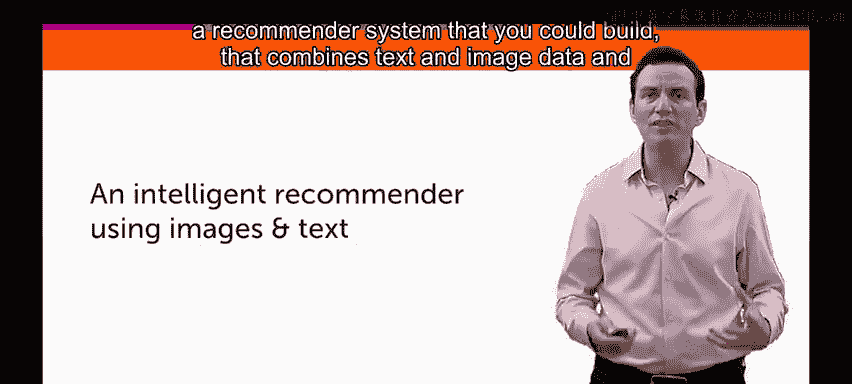 a recommender system that you could build,
that combines text and image data and
An intelligent recommender
using images & text